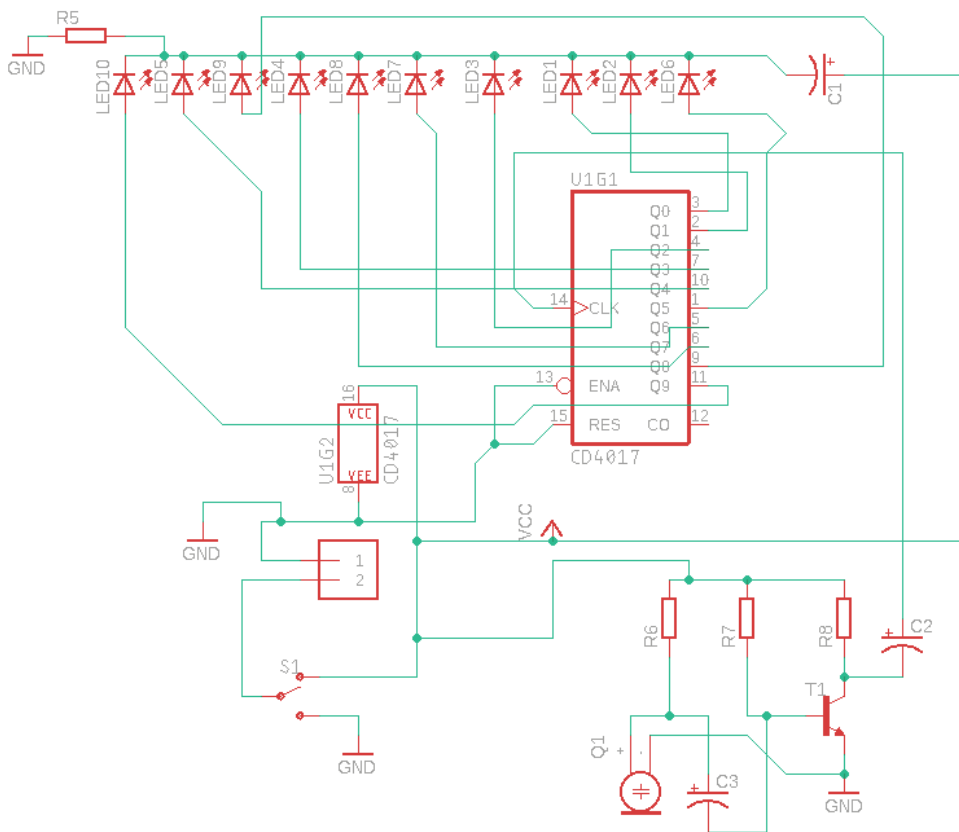 R5
GND
LED10
LED5
LED9
LED4
LED8
LED7
LED3
LED1
LED2
LED6
+
C1
U1G1
Q0 3
Q1 2
Q2 4
Q3 7
Q4 10
14 CLK Q5 1
Q6 5
Q7 6
Q8 9
13 ENA Q9 11
15 RES CO 12
CD4017
16
VCC
U1G2
CD4017
VEE
8
GND
VCC
1
2
R6
R7
R8
+
C2
S1
T1
GND
Q1
+ -
+
C3
GND